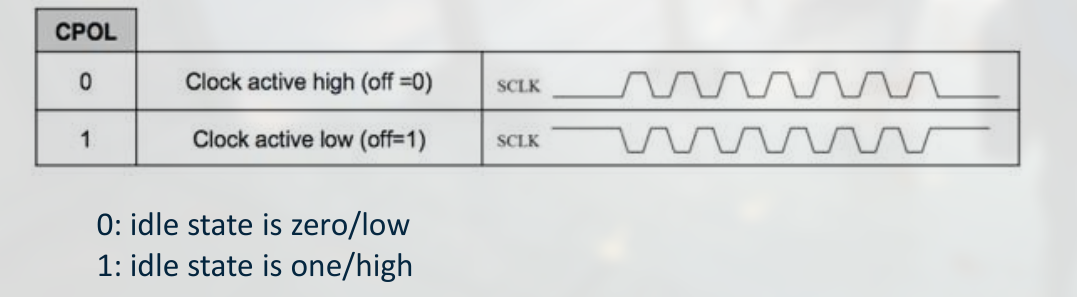 CPOL
0 Clock active high (off =0) SCLK
1 Clock active low (off=1) SCLK
0: idle state is zero/low
1: idle state is one/high